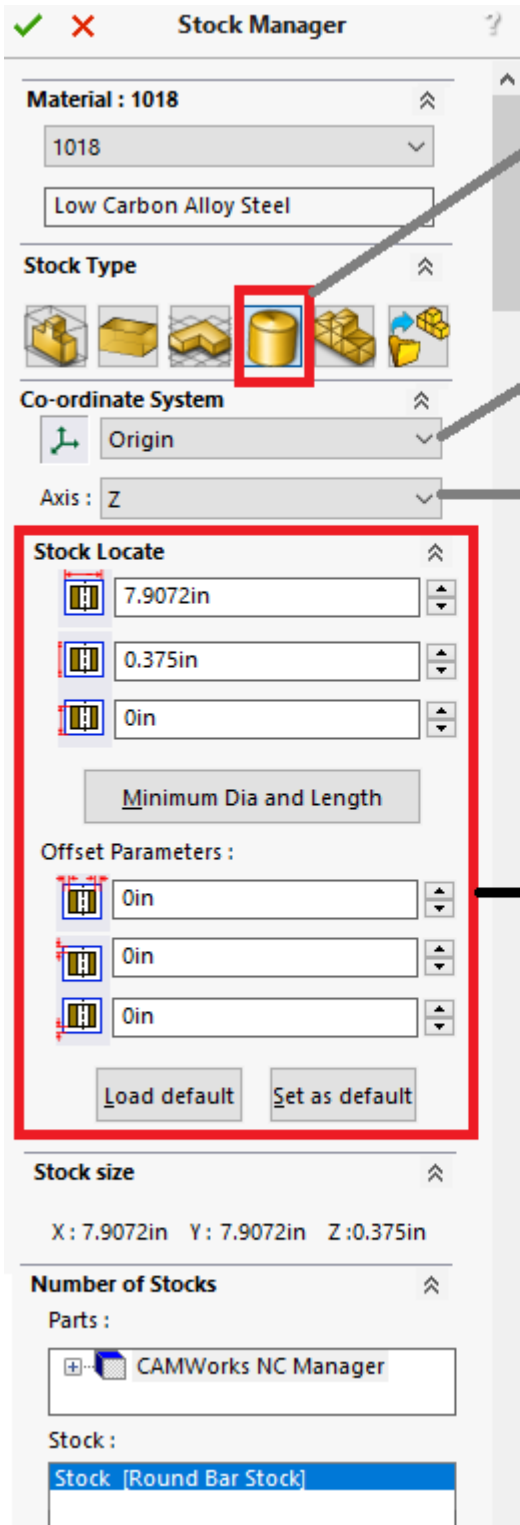 Stock Manager
?
Material : 1018
1018
Low Carbon Alloy Steel
Stock Type
Co-ordinate System
Origin
Axis : Z
Stock Locate
7.9072in
0.375in
0in
Minimum Dia and Length
Offset Parameters :
0in
0in
0in
Load default Set as default
Stock size
X : 7.9072in Y : 7.9072in Z :0.375in
Number of Stocks
Parts :
CAMWorks NC Manager
Stock :
Stock [Round Bar Stock]